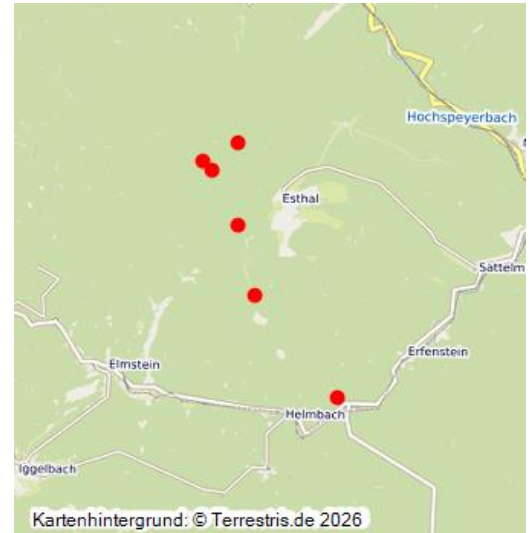 Hochspeyerbach
Esthal
Sattelm
Erfenstein
Elmstein
Helmbach
Iggelbach
Kartenhintergrund: © Terrestris.de 2026